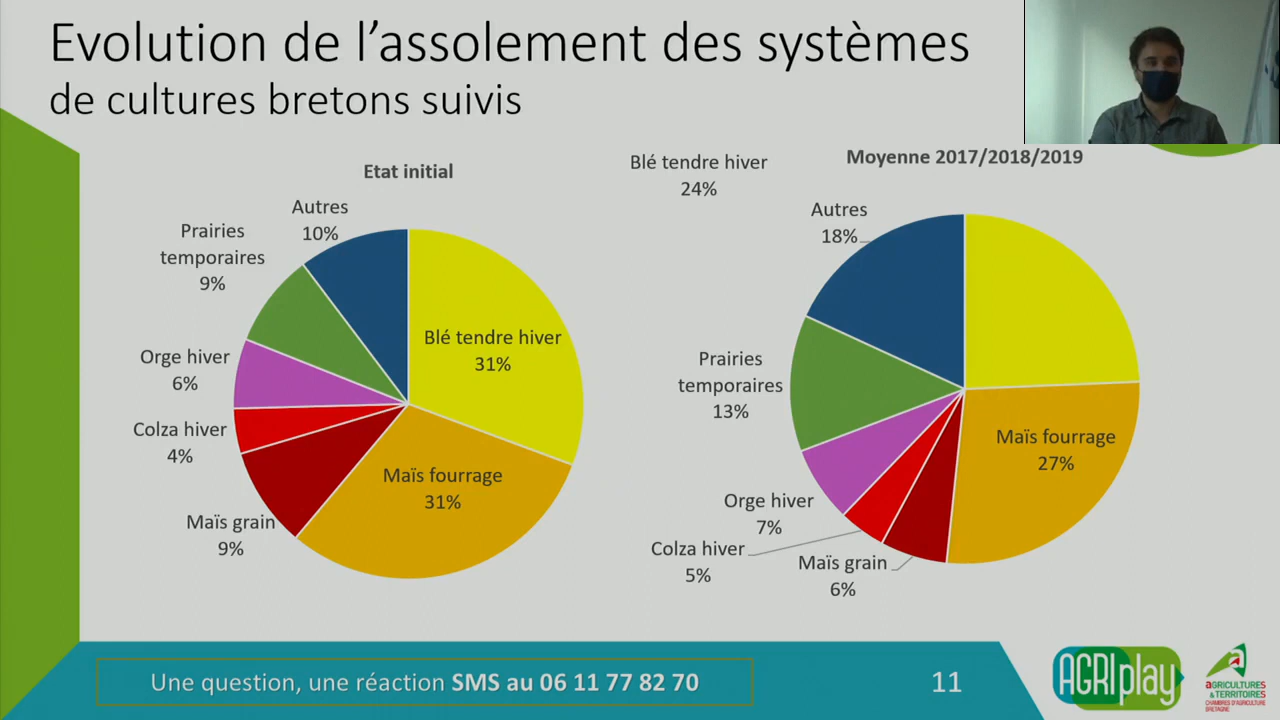 Evolution de l’assolement des systèmes
de cultures bretons suivis
Etat initial
Autres
10%
Prairies
temporaires
9%
Orge hiver
6%
Colza hiver
4%
Maïs grain
9%
Blé tendre hiver
31%
Maïs fourrage
31%
Moyenne 2017/2018/2019
Blé tendre hiver
24%
Autres
18%
Prairies
temporaires
13%
Orge hiver
7%
Colza hiver
5%
Maïs grain
6%
Maïs fourrage
27%
Une question, une réaction SMS au 06 11 77 82 70
11
AGRIplay
aGRICULTURES
& TERRITOIRES
CHAMBRES D'AGRICULTURE
BRETAGNE